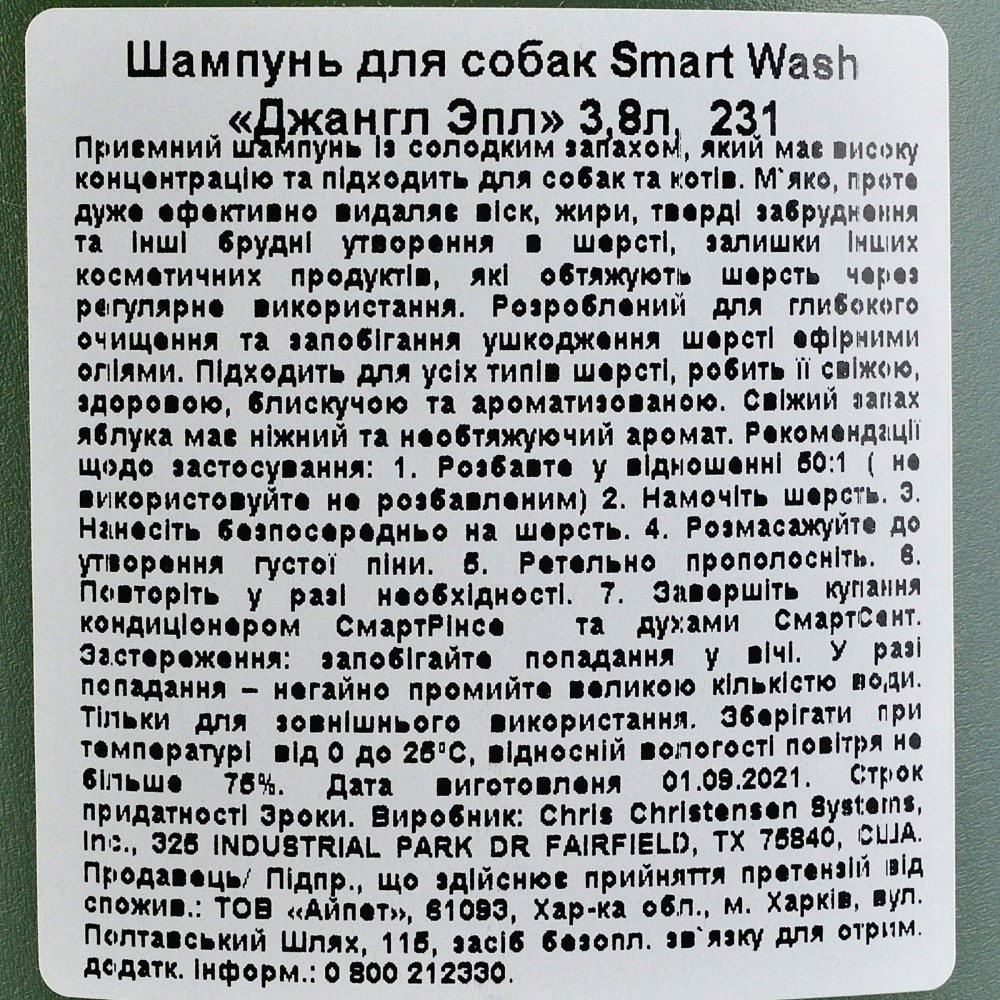 Шампунь для собак Smart Wash
«Джангл Эпл» 3,8л, 231
Приємний шампунь із солодким запахом, який має високу
концентрацію та підходить для собак та котів. М`яко, проте
дуже ефективно видаляє віск, жири, тверді забруднення
та інші брудні утворення в шерсті, залишки інших
косметичних продуктів, які обтяжують шерсть через
регулярне використання. Розроблений для глибокого
очищення та запобігання ушкодження шерсті ефірними
оліями. Підходить для усіх типів шерсті, робить її свіжою,
здоровою, блискучою та ароматизованою. Свіжий запах
яблука має ніжний та необтяжуючий аромат. Рекомендації
щодо застосування: 1. Розбавте у відношенні 50:1 ( не
використовуйте не розбавленим) 2. Намочіть шерсть. 3.
Нанесіть безпосередньо на шерсть. 4. Розмасажуйте до
утворення густої піни. 5. Ретельно прополосніть. 6.
Повторіть у разі необхідності. 7. Завершіть купання
кондиціонером СмартРінсе та духами СмартСент.
Застереження: запобігайте попадання у вічі. У разі
попадання – негайно промийте великою кількістю води.
Тільки для зовнішнього використання. Зберігати при
температурі від 0 до 25°С, відносній вологості повітря не
більше 75%. Дата виготовленя 01.09.2021. Строк
придатності 3роки. Виробник: Chris Christensen Systems,
Inc., 325 INDUSTRIAL PARK DR FAIRFIELD, TX 75840, США.
Продавець/ Підпр., що здійснює прийняття претензій від
спожив.: ТОВ «Айпет», 61093, Хар-ка обл., м. Харків, вул.
Полтавський Шлях, 115, засіб безопл. зв`язку для отрим.
додатк. інформ.: 0 800 212330.